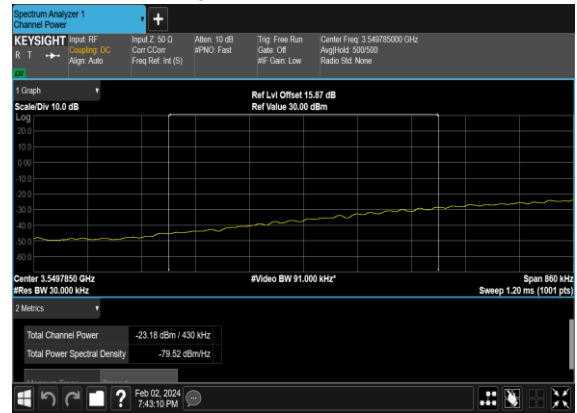 Spectrum Analyzer 1
Channel Power
+
KEYSIGHT
R T
LXI
Input: RF
Coupling: DC
Align: Auto
Input Z: 50 Ω
Corr CCorr
Freq Ref: Int (S)
Atten: 10 dB
#PNO: Fast
Trig: Free Run
Gate: Off
#IF Gain: Low
Center Freq: 3.549785000 GHz
Avg|Hold: 500/500
Radio Std: None
1 Graph
Scale/Div 10.0 dB
Ref Lvl Offset 15.87 dB
Ref Value 30.00 dBm
Log
20.0
10.0
0.00
-10.0
-20.0
-30.0
-40.0
-50.0
-60.0
Center 3.5497850 GHz
#Video BW 91.000 kHz*
Span 860 kHz
#Res BW 30.000 kHz
Sweep 1.20 ms (1001 pts)
2 Metrics
Total Channel Power -23.18 dBm / 430 kHz
Total Power Spectral Density -79.52 dBm/Hz
?
Feb 02, 2024
7:43:10 PM